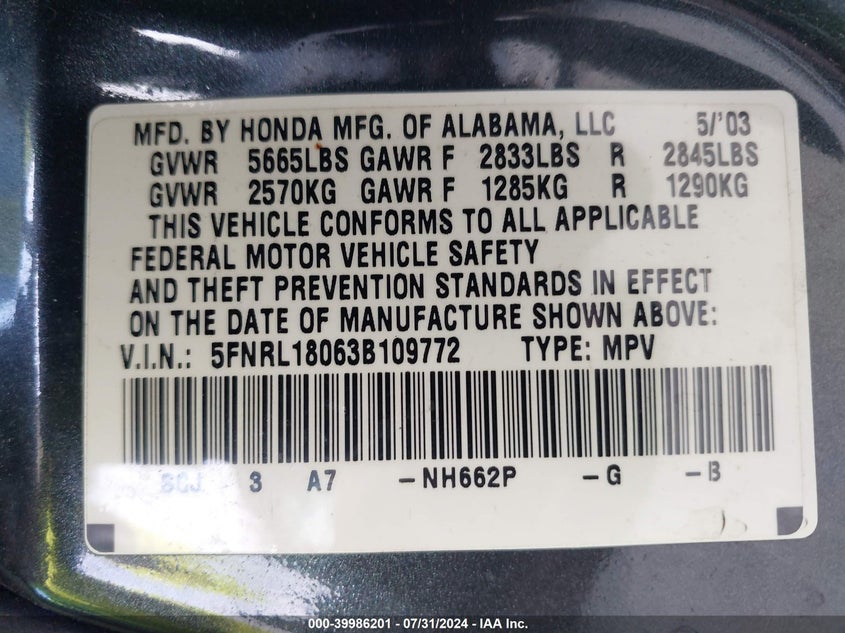 MFD. BY HONDA MFG. OF ALABAMA, LLC 5/'03
GVWR 5665LBS GAWR F 2833LBS R 2845LBS
GVWR 2570KG GAWR F 1285KG R 1290KG
THIS VEHICLE CONFORMS TO ALL APPLICABLE
FEDERAL MOTOR VEHICLE SAFETY
AND THEFT PREVENTION STANDARDS IN EFFECT
ON THE DATE OF MANUFACTURE SHOWN ABOVE:
V.I.N.: 5FNRL18063B109772 TYPE: MPV
3 A7 -NH662P -G -B
000-39986201 - 07/31/2024 - IAA Inc.